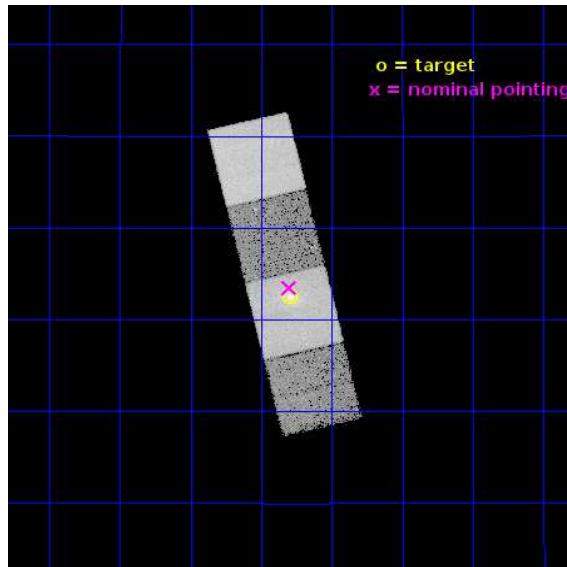 o = target
x = nominal pointing